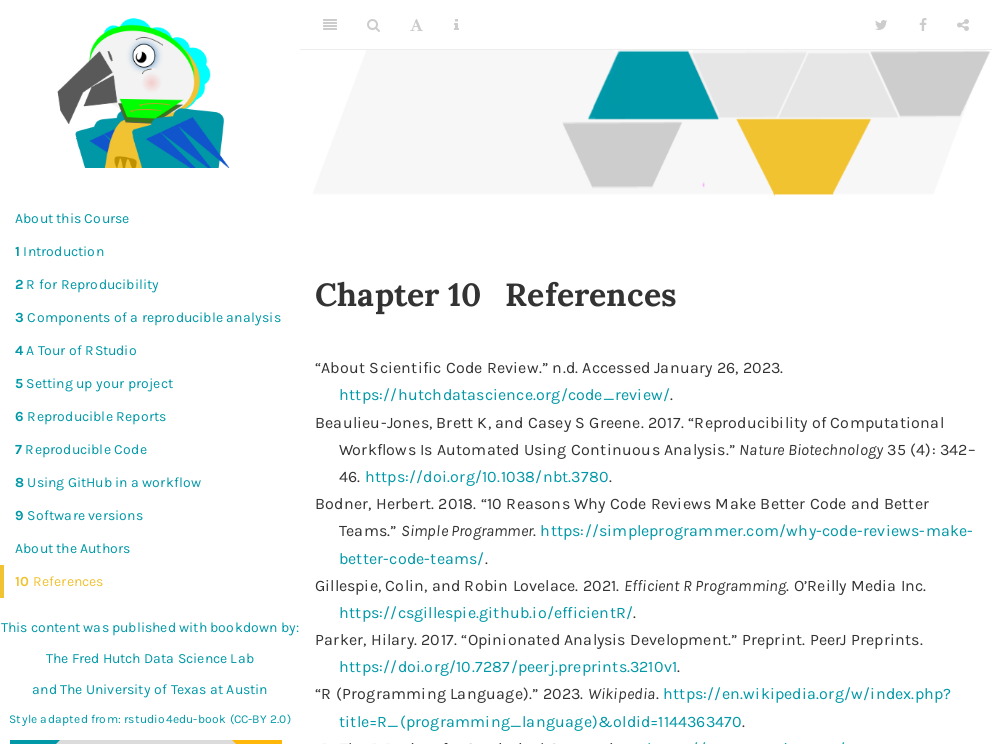 About this Course
1 Introduction
2 R for Reproducibility
3 Components of a reproducible analysis
4 A Tour of RStudio
5 Setting up your project
6 Reproducible Reports
7 Reproducible Code
8 Using GitHub in a workflow
9 Software versions
About the Authors
10 References
This content was published with bookdown by:
The Fred Hutch Data Science Lab
and The University of Texas at Austin
Style adapted from: rstudio4edu-book (CC-BY 2.0)
Chapter 10 References
“About Scientific Code Review.” n.d. Accessed January 26, 2023.
https://hutchdatascience.org/code_review/.
Beaulieu-Jones, Brett K, and Casey S Greene. 2017. “Reproducibility of Computational
Workflows Is Automated Using Continuous Analysis.” Nature Biotechnology 35 (4): 342–
46. https://doi.org/10.1038/nbt.3780.
Bodner, Herbert. 2018. “10 Reasons Why Code Reviews Make Better Code and Better
Teams.” Simple Programmer. https://simpleprogrammer.com/why-code-reviews-make-
better-code-teams/.
Gillespie, Colin, and Robin Lovelace. 2021. Efficient R Programming. O’Reilly Media Inc.
https://csgillespie.github.io/efficientR/.
Parker, Hilary. 2017. “Opinionated Analysis Development.” Preprint. PeerJ Preprints.
https://doi.org/10.7287/peerj.preprints.3210v1.
“R (Programming Language).” 2023. Wikipedia. https://en.wikipedia.org/w/index.php?
title=R_(programming_language)&oldid=1144363470.